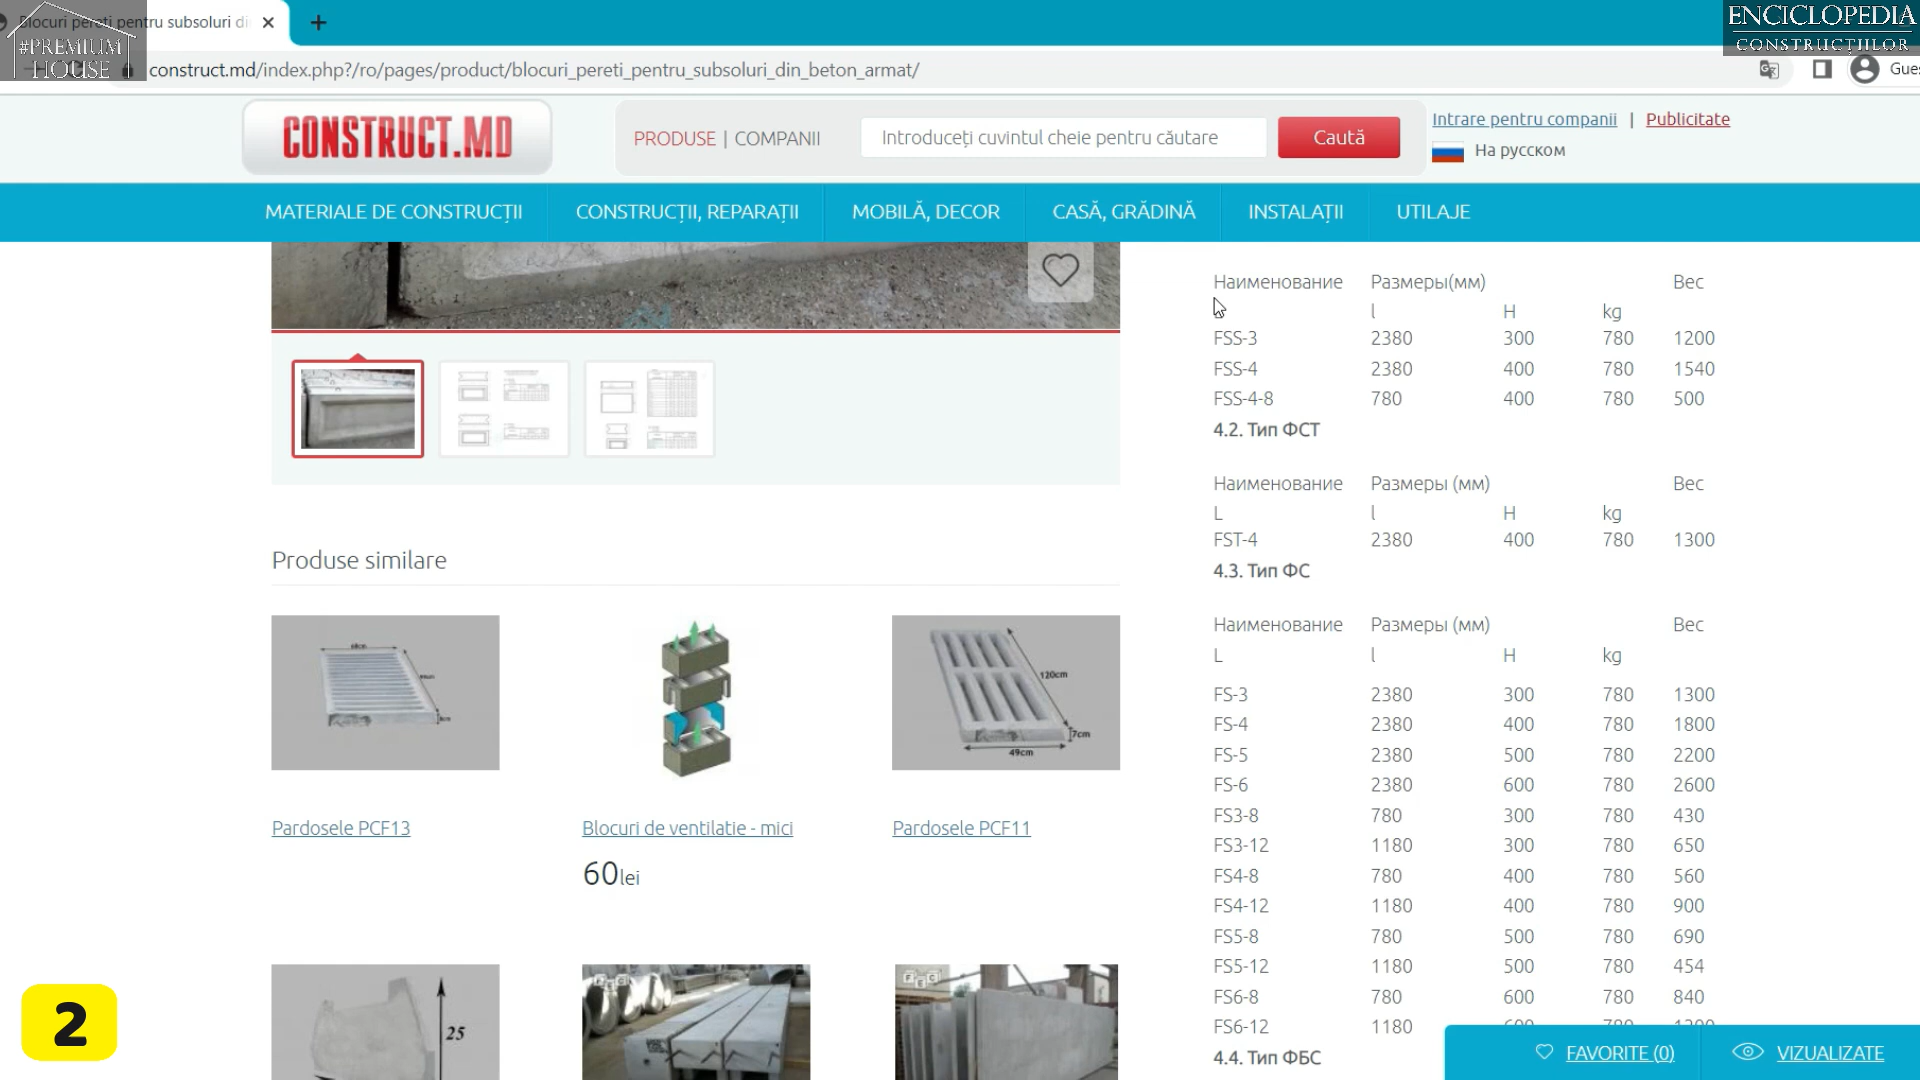 Blocuri pereti pentru subsoluri di
#PREMIUM
HOUSE
ENCICLOPEDIA
CONSTRUCȚIILOR
construct.md/index.php?/ro/pages/product/blocuri_pereti_pentru_subsoluri_din_beton_armat/
Gues
CONSTRUCT.MD
PRODUSE | COMPANII
Introduceți cuvintul cheie pentru căutare
Caută
Intrare pentru companii | Publicitate
На русском
MATERIALE DE CONSTRUCȚII
CONSTRUCȚII, REPARAȚII
MOBILĂ, DECOR
CASĂ, GRĂDINĂ
INSTALAȚII
UTILAJE
Produse similare
Pardosele PCF13
120cm
7cm
49cm
Blocuri de ventilatie - mici
60lei
Pardosele PCF11
25
2
Наименование Размеры(мм) Вес
l H kg
FSS-3 2380 300 780 1200
FSS-4 2380 400 780 1540
FSS-4-8 780 400 780 500
4.2. Тип ФСТ
Наименование Размеры (мм) Вес
L l H kg
FST-4 2380 400 780 1300
4.3. Тип ФС
Наименование Размеры (мм) Вес
L l H kg
FS-3 2380 300 780 1300
FS-4 2380 400 780 1800
FS-5 2380 500 780 2200
FS-6 2380 600 780 2600
FS3-8 780 300 780 430
FS3-12 1180 300 780 650
FS4-8 780 400 780 560
FS4-12 1180 400 780 900
FS5-8 780 500 780 690
FS5-12 1180 500 780 454
FS6-8 780 600 780 840
FS6-12 1180 600 780 1300
4.4. Тип ФБС
FAVORITE (0)
VIZUALIZATE